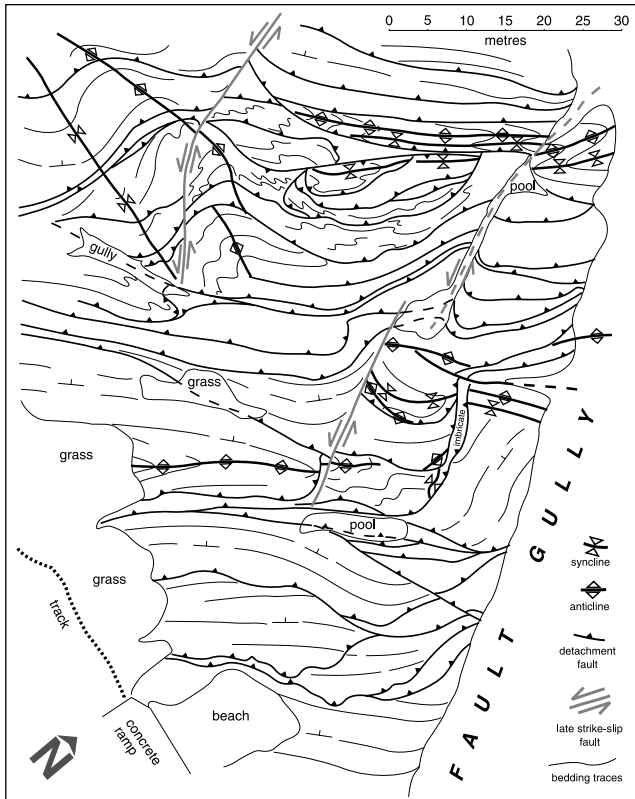 0 5 10 15 20 25 30
metres
pool
gully
grass
imbricate
grass
pool
grass
track
beach
concrete
ramp
N
FAULT GULLY
syncline
anticline
detachment
fault
late strike-slip
fault
bedding traces